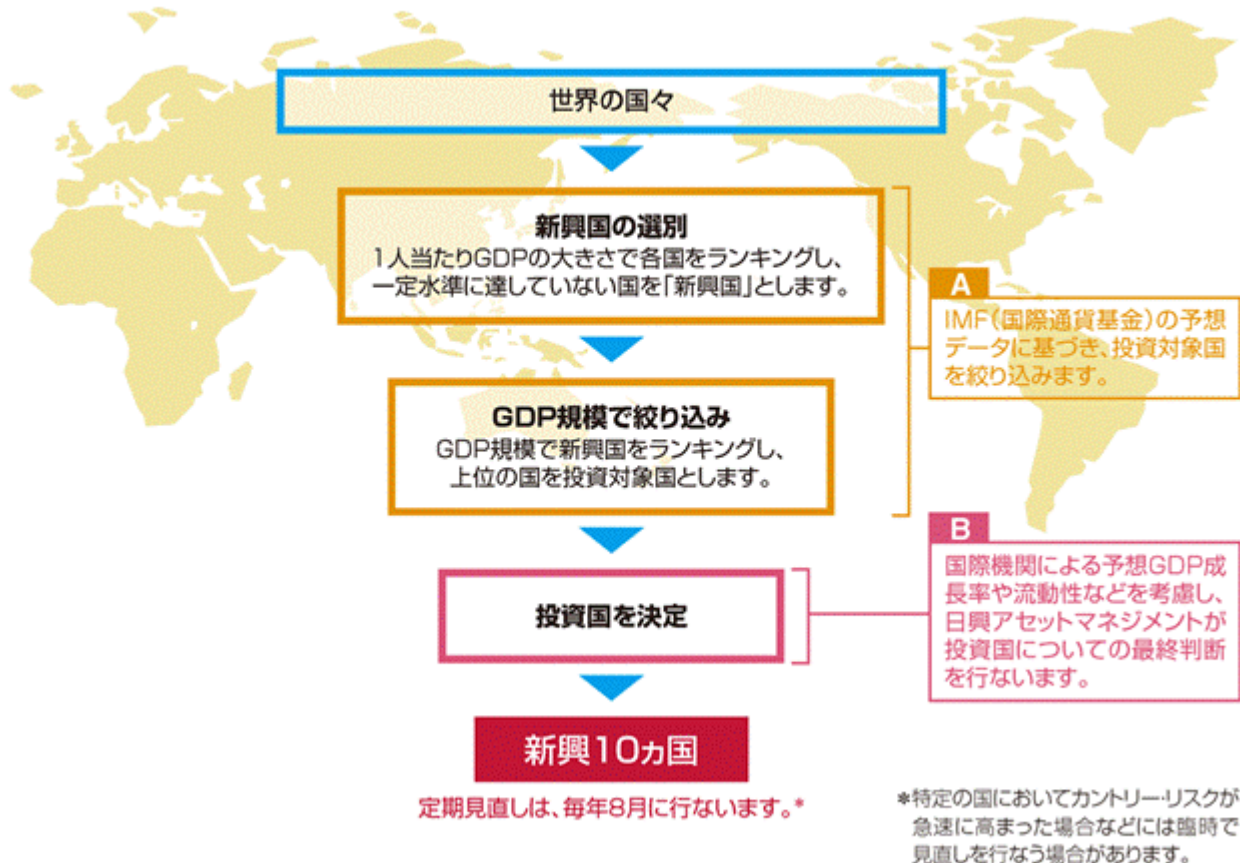 世界の国々
新興国の選別
1人当たりGDPの大きさで各国をランキングし、
一定水準に達していない国を「新興国」とします。
A
IMF(国際通貨基金)の予想
データに基づき、投資対象国
を絞り込みます。
GDP規模で絞り込み
GDP規模で新興国をランキングし、
上位の国を投資対象国とします。
B
国際機関による予想GDP成
長率や流動性などを考慮し、
日興アセットマネジメントが
投資国についての最終判断
を行ないます。
投資国を決定
新興10ヵ国
定期見直しは、毎年8月に行ないます。*
*特定の国においてカントリー・リスクが
急速に高まった場合などには臨時で
見直しを行なう場合があります。